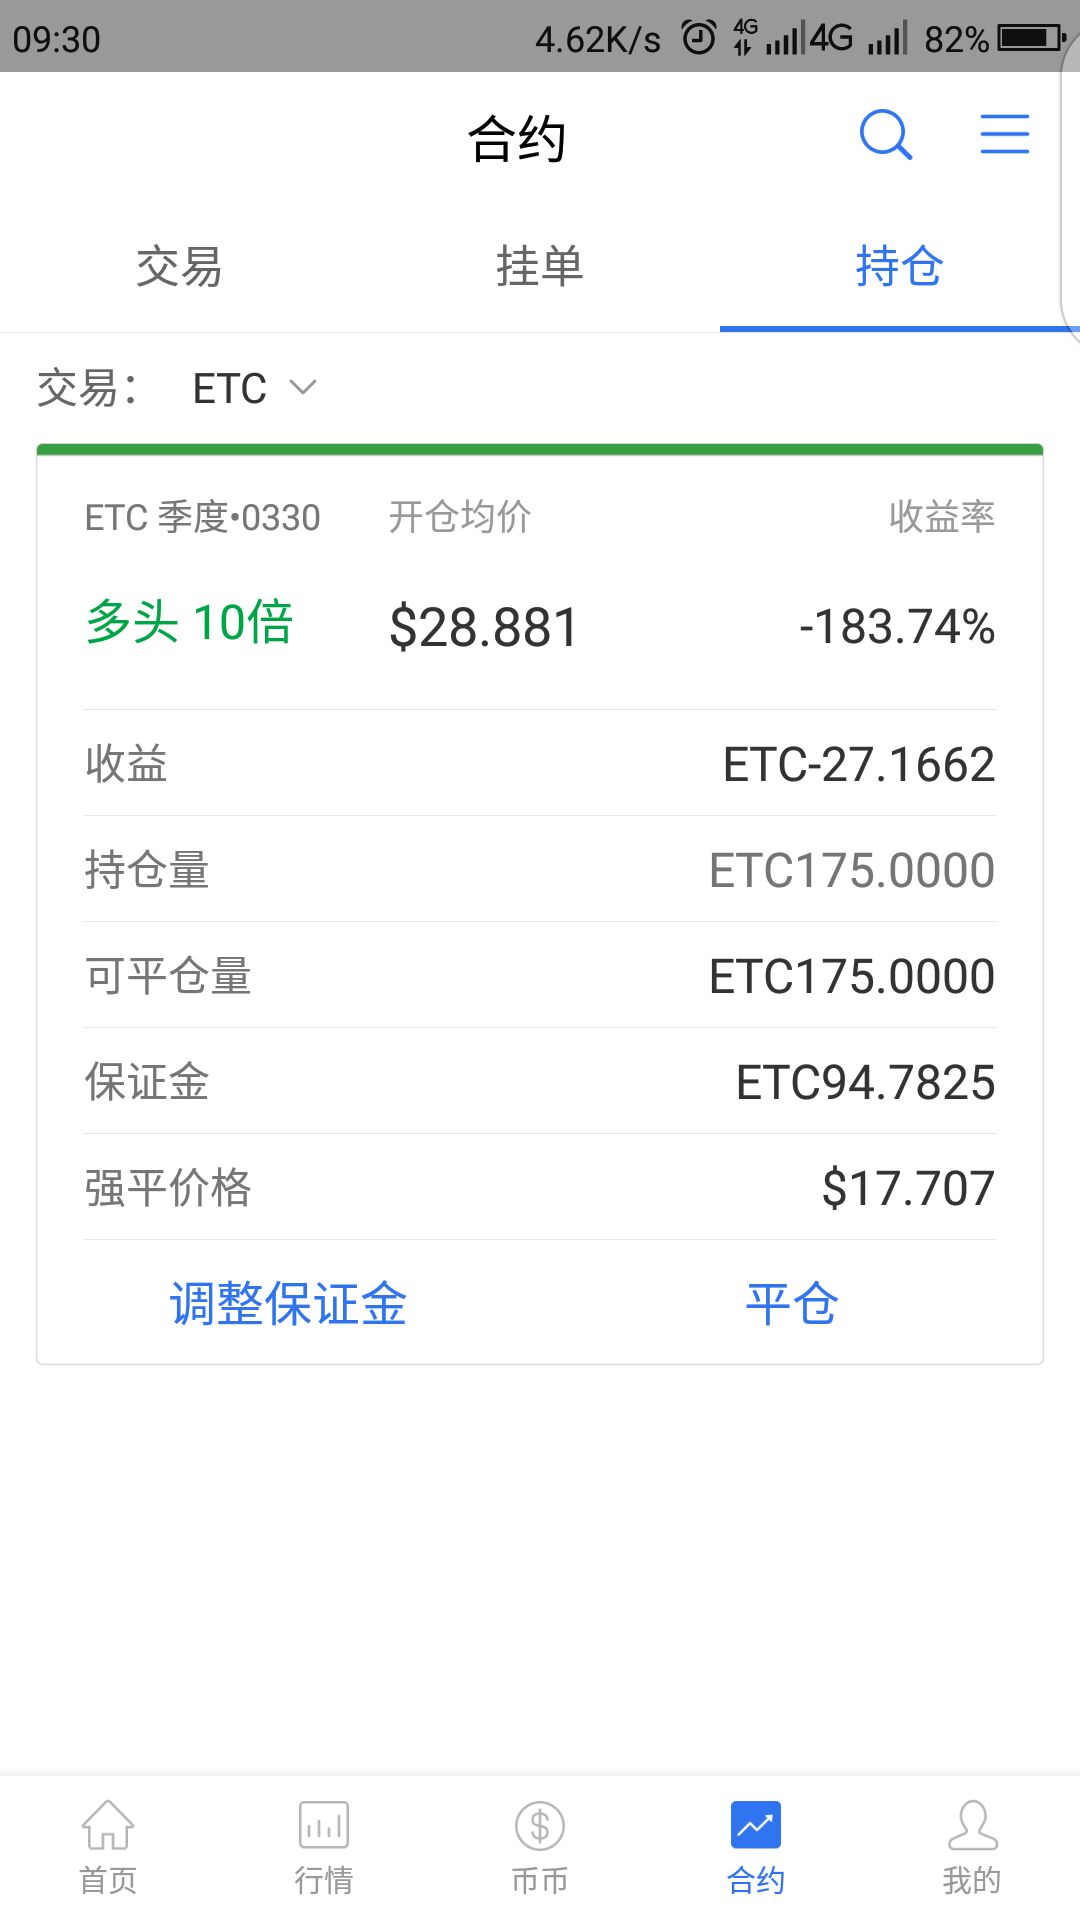 09:30 4.62K/s 4G 4G 82%
合约
交易 挂单 持仓
交易： ETC
ETC 季度•0330 开仓均价 收益率
多头 10倍 $28.881 -183.74%
收益 ETC-27.1662
持仓量 ETC175.0000
可平仓量 ETC175.0000
保证金 ETC94.7825
强平价格 $17.707
调整保证金 平仓
首页 行情 币币 合约 我的